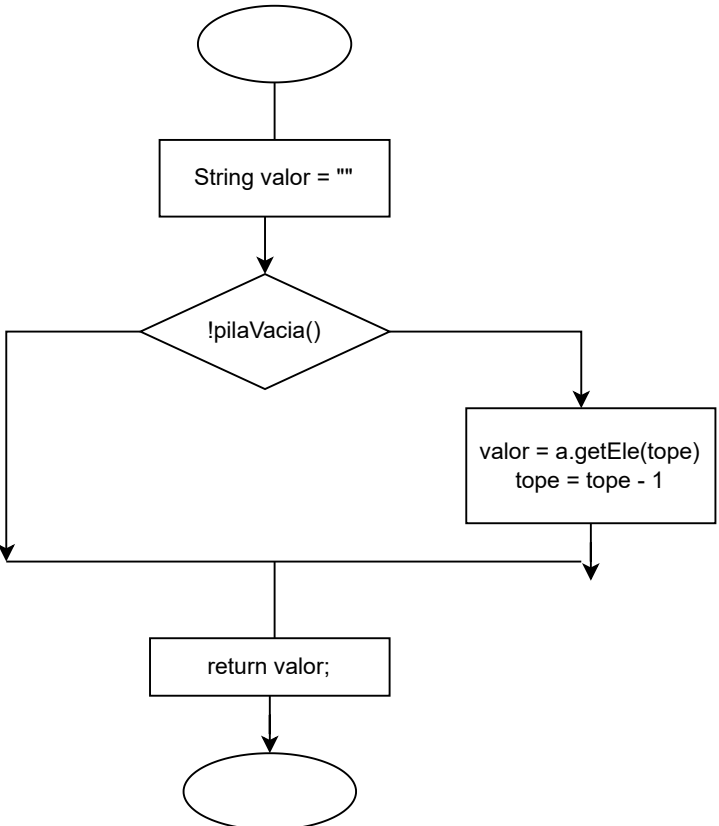 String valor = ""
!pilaVacia()
valor = a.getEle(tope)
tope = tope - 1
return valor;